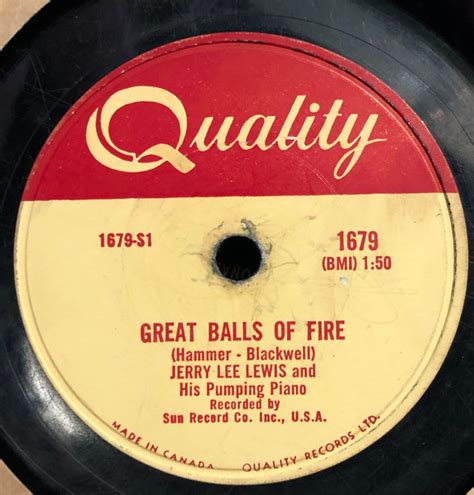 Quality
1679-S1
1679
(BMI) 1:50
GREAT BALLS OF FIRE
(Hammer - Blackwell)
JERRY LEE LEWIS and
His Pumping Piano
Recorded by
Sun Record Co. Inc., U.S.A.
MADE IN CANADA QUALITY RECORDS LTD.